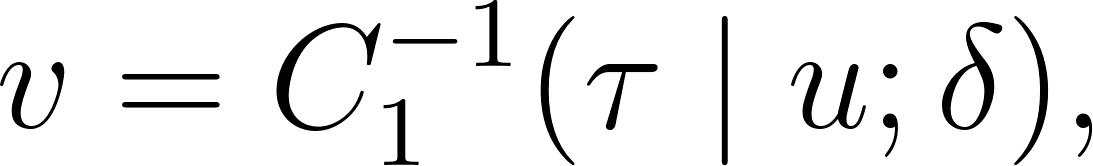 $v = C_1^{-1}(\tau \mid u; \delta),$